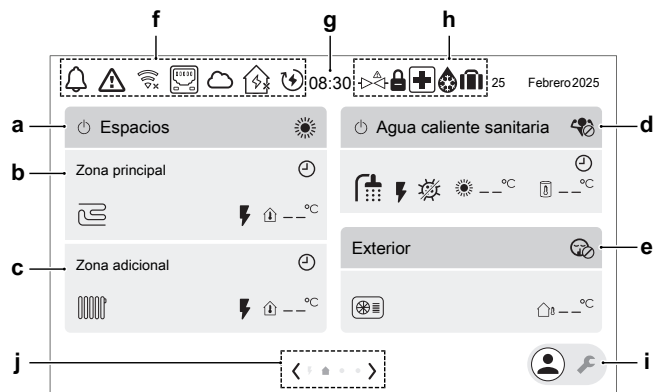 f
g
h
08:30
25
Febrero 2025
a
Espacios
Agua caliente sanitaria
d
b
Zona principal
--°C
--°C
--°C
c
Zona adicional
Exterior
e
--°C
--°C
j
i